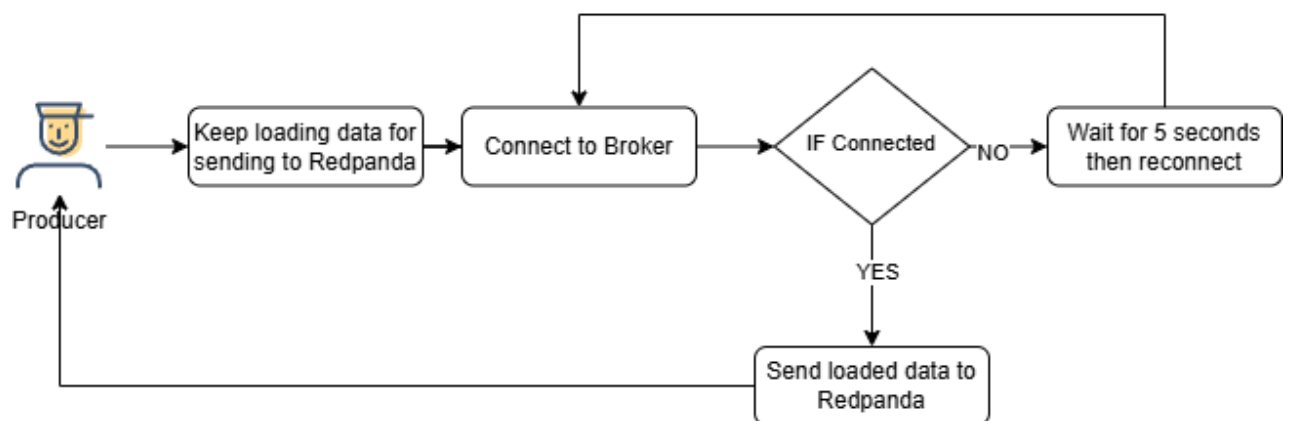 Keep loading data for
sending to Redpanda
Connect to Broker
IF Connected
NO
Wait for 5 seconds
then reconnect
Producer
YES
Send loaded data to
Redpanda